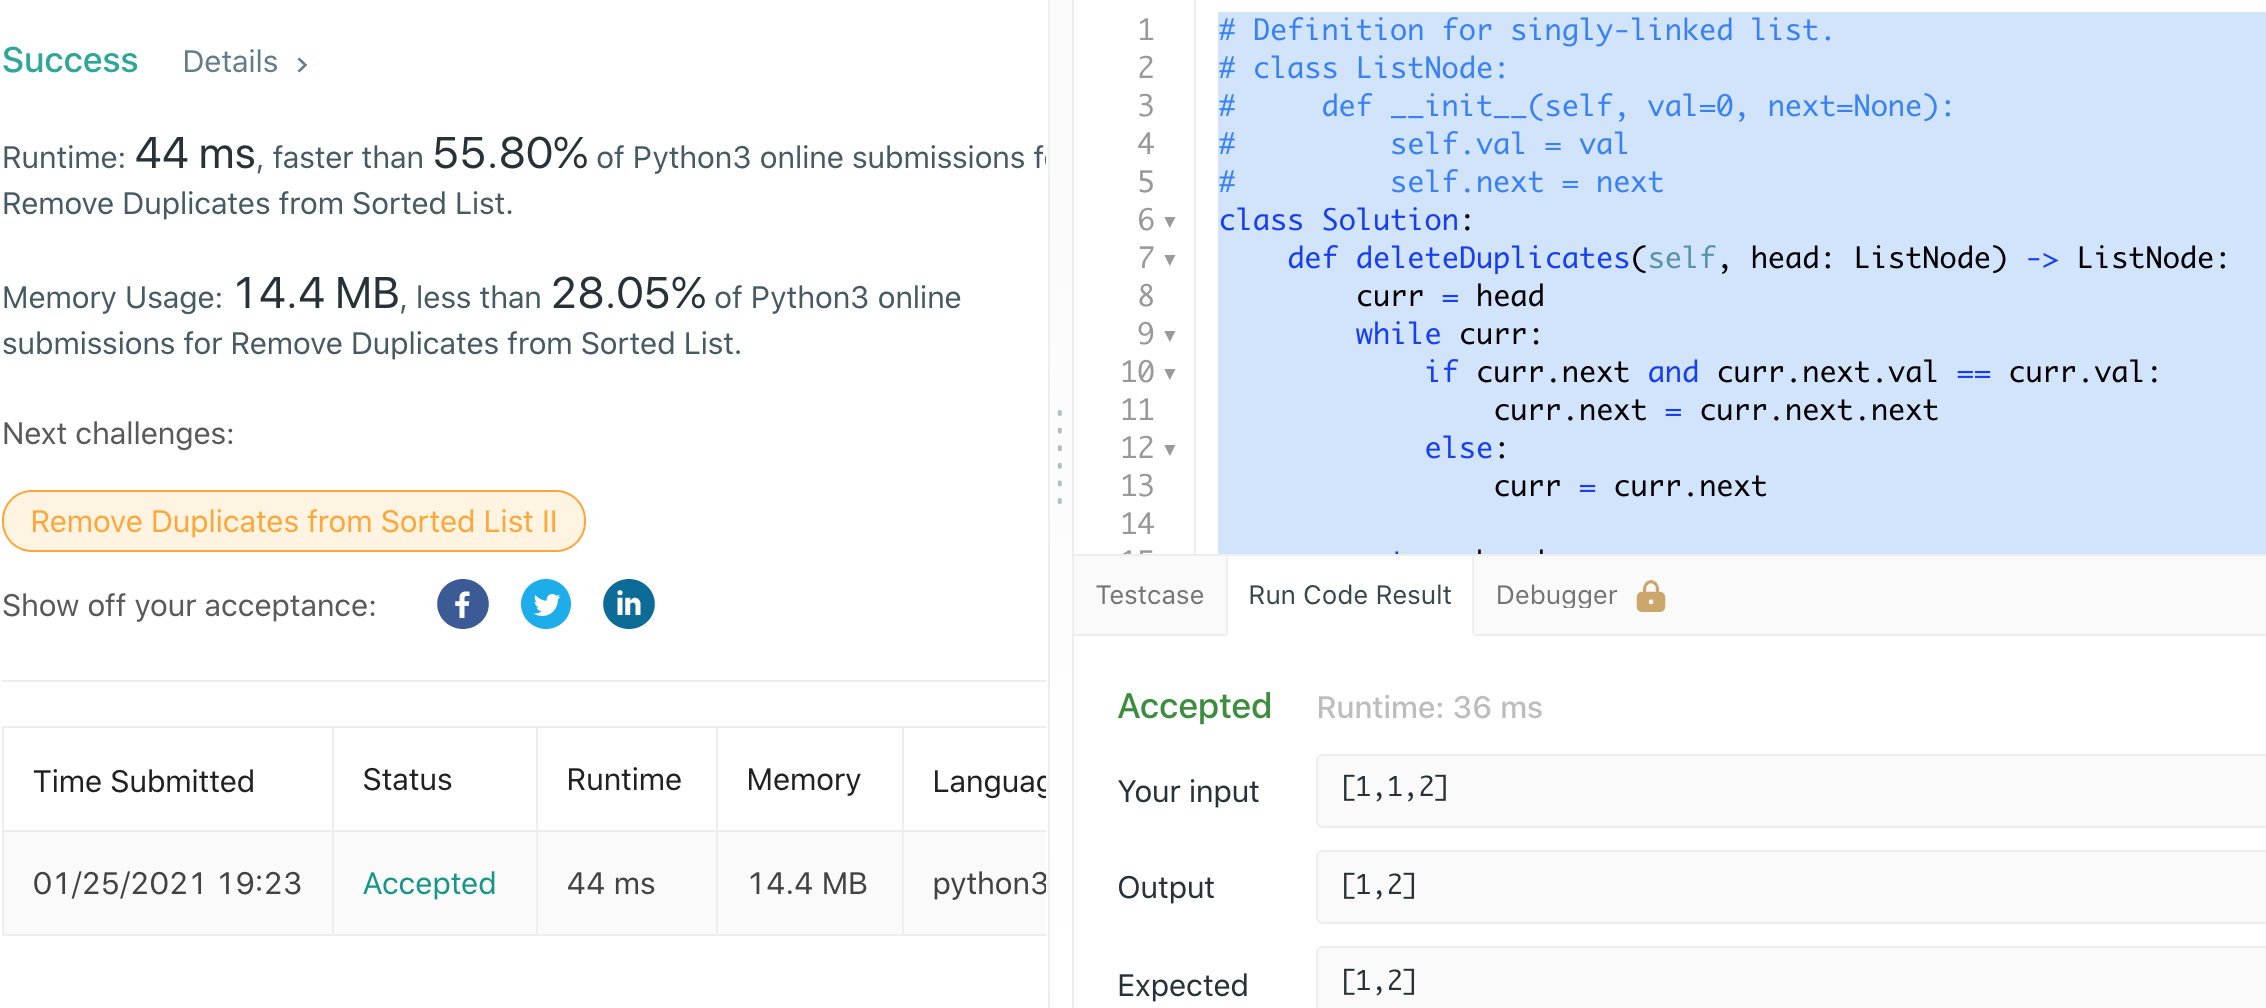 Success Details >
Runtime: 44 ms, faster than 55.80% of Python3 online submissions
Remove Duplicates from Sorted List.
Memory Usage: 14.4 MB, less than 28.05% of Python3 online
submissions for Remove Duplicates from Sorted List.
Next challenges:
Remove Duplicates from Sorted List II
Show off your acceptance: f in
Time Submitted Status Runtime Memory Languag
01/25/2021 19:23 Accepted 44 ms 14.4 MB python3
1 # Definition for singly-linked list.
2 # class ListNode:
3 #     def __init__(self, val=0, next=None):
4 #         self.val = val
5 #         self.next = next
6 class Solution:
7     def deleteDuplicates(self, head: ListNode) -> ListNode:
8         curr = head
9         while curr:
10             if curr.next and curr.next.val == curr.val:
11                 curr.next = curr.next.next
12             else:
13                 curr = curr.next
14
Testcase Run Code Result Debugger
Accepted Runtime: 36 ms
Your input [1,1,2]
Output [1,2]
Expected [1,2]